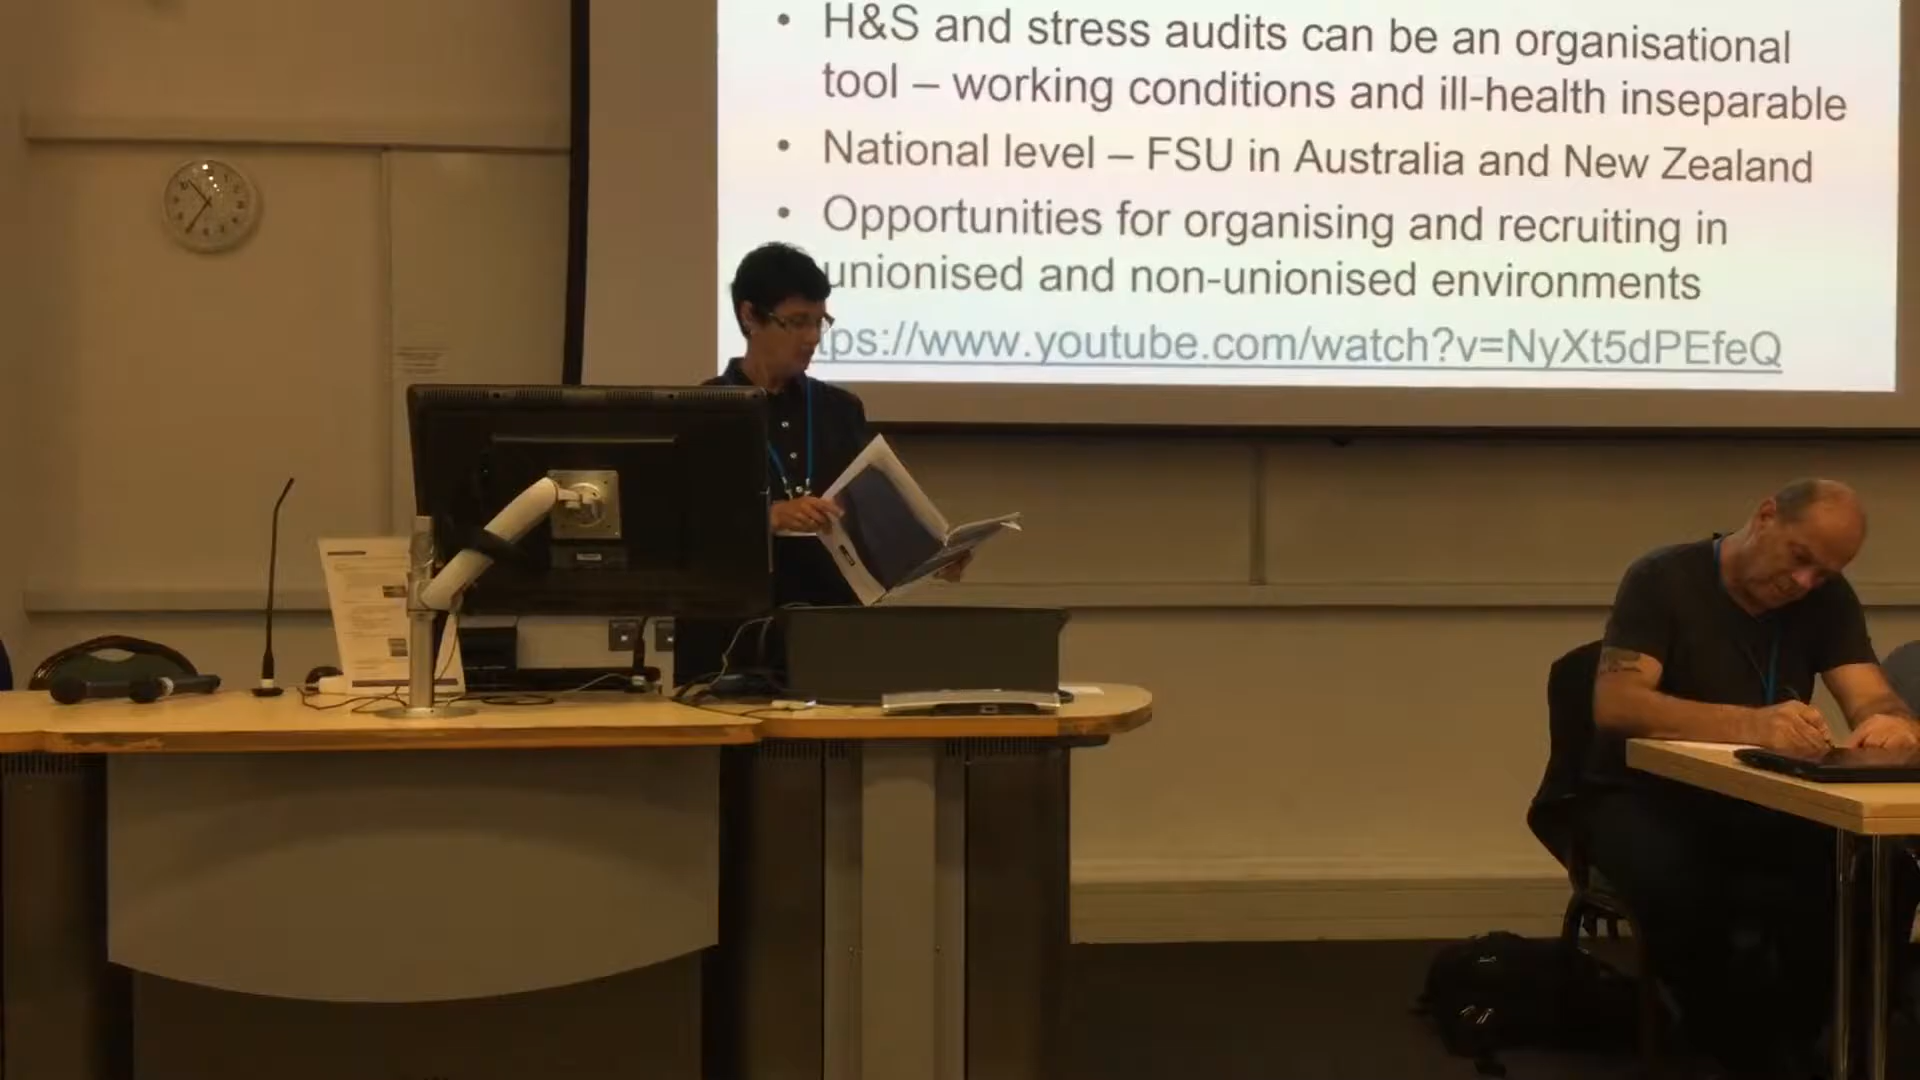 • H&S and stress audits can be an organisational
tool – working conditions and ill-health inseparable
• National level – FSU in Australia and New Zealand
• Opportunities for organising and recruiting in
unionised and non-unionised environments
tps://www.youtube.com/watch?v=NyXt5dPEfeQ